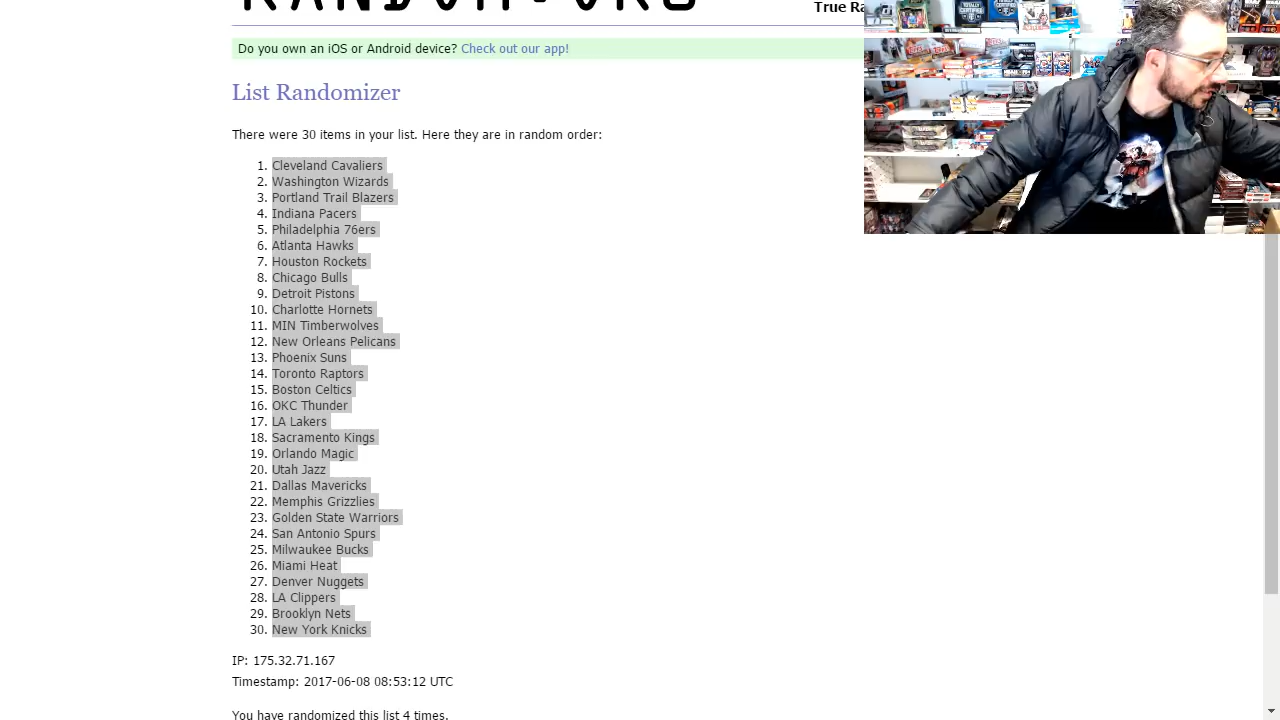 RANDOM.ORG
True Ra
Do you own an iOS or Android device? Check out our app!
List Randomizer
There were 30 items in your list. Here they are in random order:
1. Cleveland Cavaliers
2. Washington Wizards
3. Portland Trail Blazers
4. Indiana Pacers
5. Philadelphia 76ers
6. Atlanta Hawks
7. Houston Rockets
8. Chicago Bulls
9. Detroit Pistons
10. Charlotte Hornets
11. MIN Timberwolves
12. New Orleans Pelicans
13. Phoenix Suns
14. Toronto Raptors
15. Boston Celtics
16. OKC Thunder
17. LA Lakers
18. Sacramento Kings
19. Orlando Magic
20. Utah Jazz
21. Dallas Mavericks
22. Memphis Grizzlies
23. Golden State Warriors
24. San Antonio Spurs
25. Milwaukee Bucks
26. Miami Heat
27. Denver Nuggets
28. LA Clippers
29. Brooklyn Nets
30. New York Knicks
IP: 175.32.71.167
Timestamp: 2017-06-08 08:53:12 UTC
You have randomized this list 4 times.